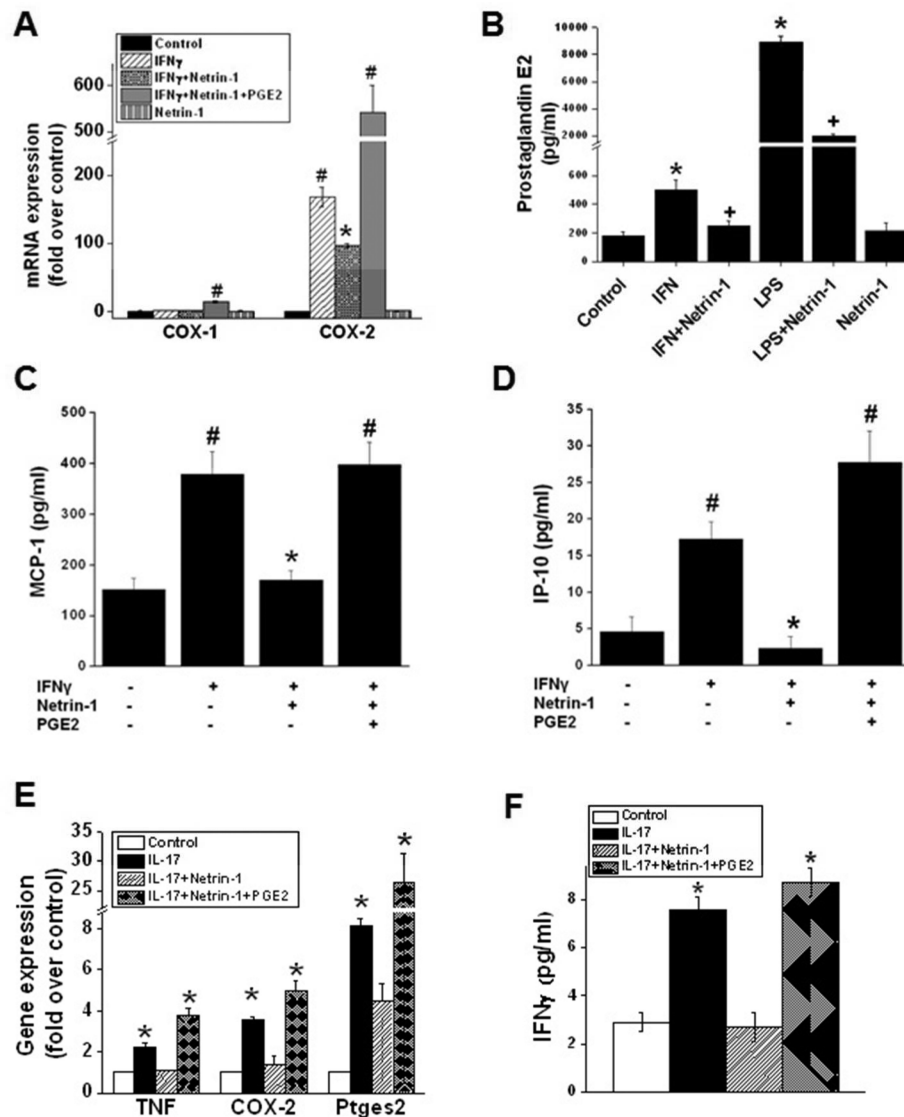 A
Control
IFNγ
IFNγ+Netrin-1
IFNγ+Netrin-1+PGE2
Netrin-1
mRNA expression
(fold over control)
600
500
200
100
0
#
#
*
#
COX-1
COX-2
B
Prostaglandin E2
(pg/ml)
10000
8000
6000
4000
2000
600
400
200
0
*
+
*
+
Control
IFN
IFN+Netrin-1
LPS
LPS+Netrin-1
Netrin-1
C
MCP-1 (pg/ml)
500
400
300
200
100
0
#
*
#
IFNγ - + + +
Netrin-1 - - + +
PGE2 - - - +
D
IP-10 (pg/ml)
35
30
25
20
15
10
5
0
#
*
#
IFNγ - + + +
Netrin-1 - - + +
PGE2 - - - +
E
Control
IL-17
IL-17+Netrin-1
IL-17+Netrin-1+PGE2
Gene expression
(fold over control)
35
30
25
8
6
4
2
0
*
*
*
*
*
*
TNF
COX-2
Ptges2
F
Control
IL-17
IL-17+Netrin-1
IL-17+Netrin-1+PGE2
IFNγ (pg/ml)
8
6
4
2
0
*
*